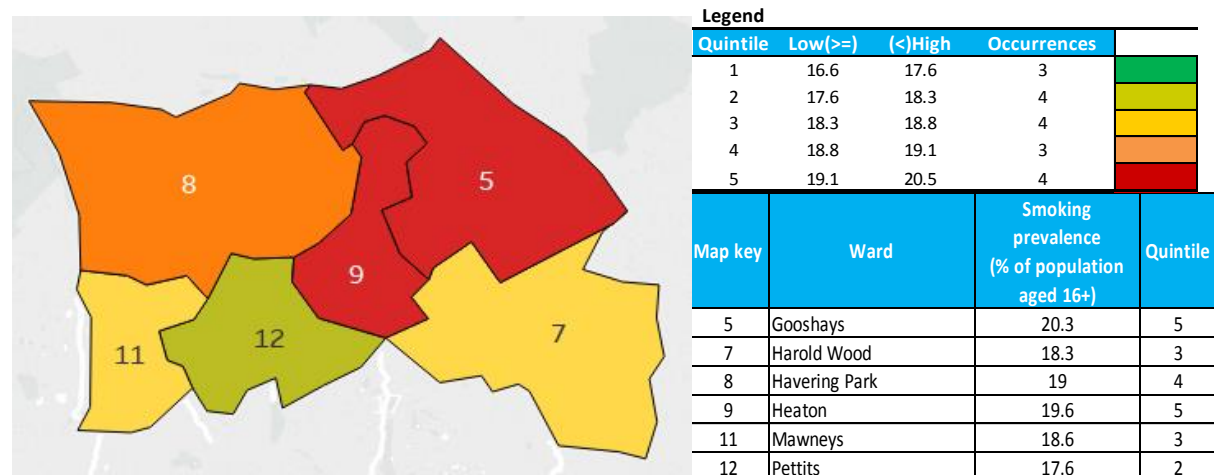 8
5
9
7
11
12
Legend
Quintile Low(>=) (<)High Occurrences
1 16.6 17.6 3
2 17.6 18.3 4
3 18.3 18.8 4
4 18.8 19.1 3
5 19.1 20.5 4
Map key Ward Smoking prevalence (% of population aged 16+) Quintile
5 Gooshays 20.3 5
7 Harold Wood 18.3 3
8 Havering Park 19 4
9 Heaton 19.6 5
11 Mawneys 18.6 3
12 Pettits 17.6 2